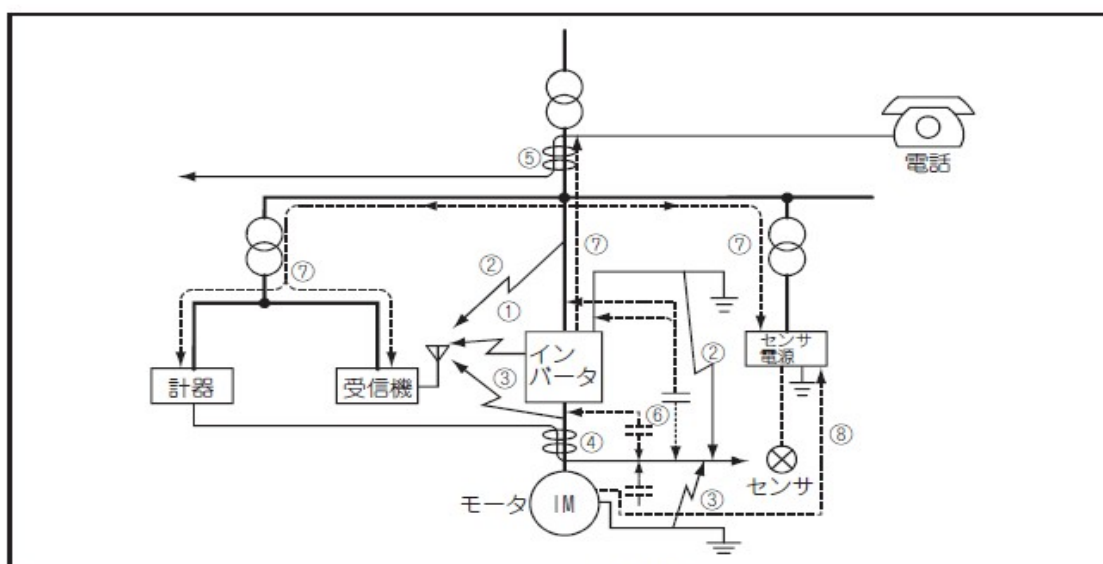 電話
⑤
⑦
⑦
⑦
②
①
②
イン
バータ
センサ
電源
③
計器
受信機
⑥
⑧
④
センサ
モータ
IM
③